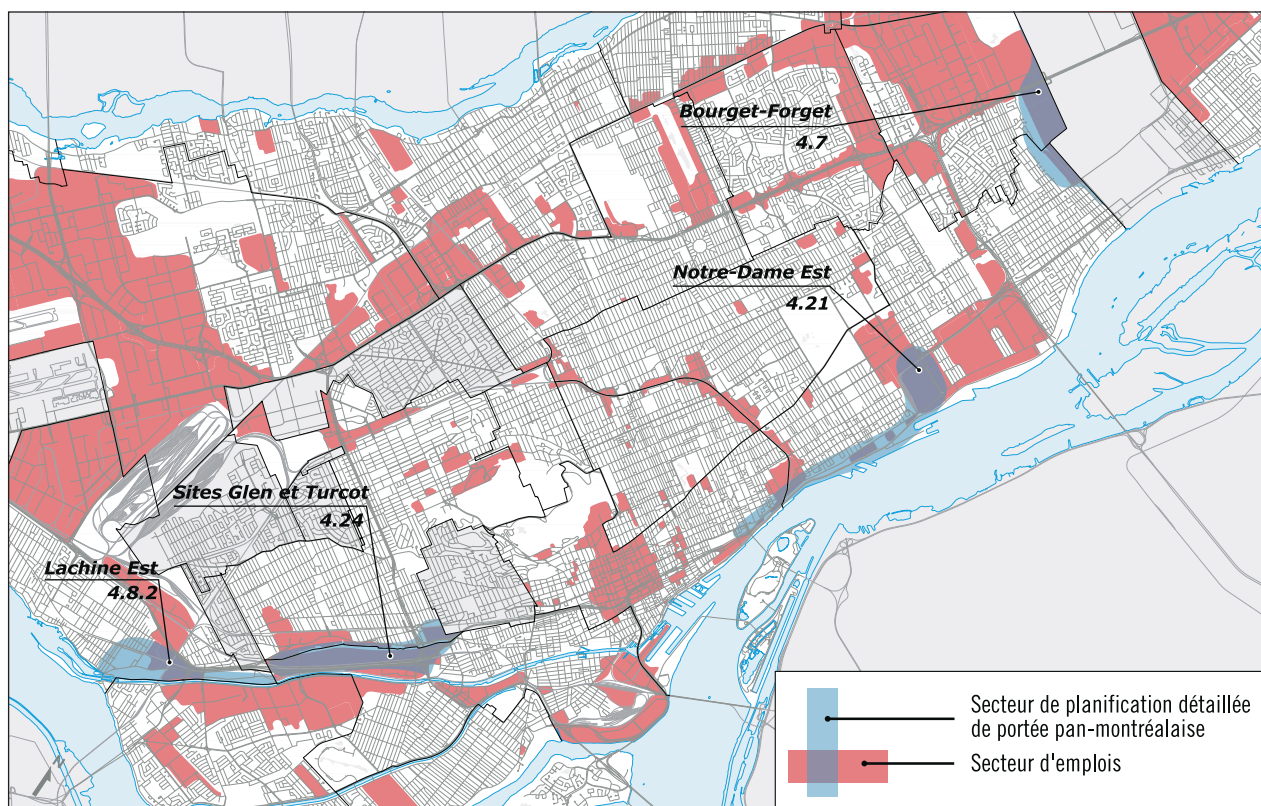 Bourget-Forget
4.7
Notre-Dame Est
4.21
Sites Glen et Turcot
4.24
Lachine Est
4.8.2
Secteur de planification détaillée
de portée pan-montréalaise
Secteur d'emplois
N